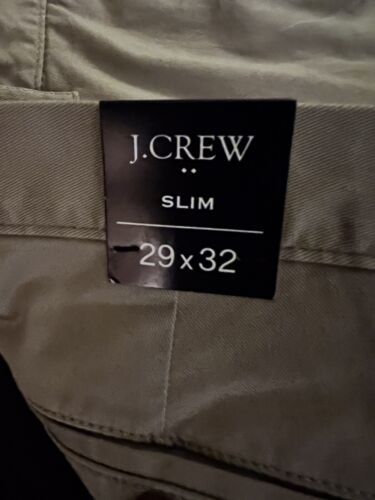 J.CREW
SLIM
29 x 32